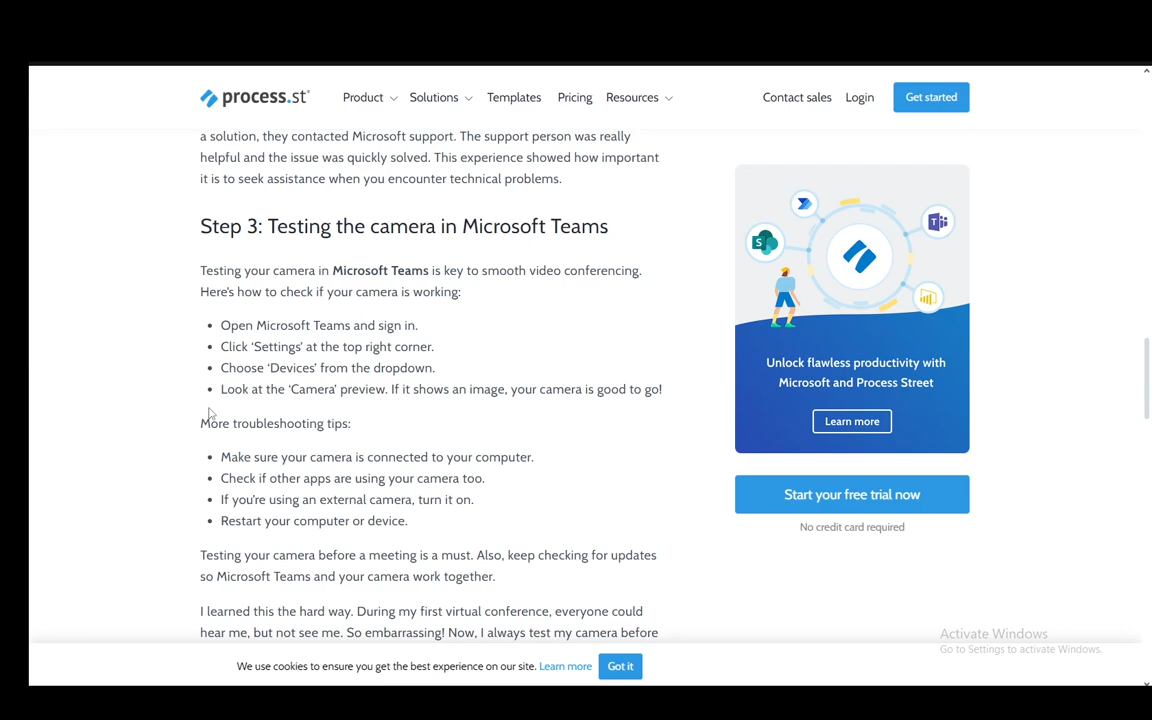 process.st
Product
Solutions
Templates
Pricing
Resources
Contact sales
Login
Get started
a solution, they contacted Microsoft support. The support person was really
helpful and the issue was quickly solved. This experience showed how important
it is to seek assistance when you encounter technical problems.
Step 3: Testing the camera in Microsoft Teams
Testing your camera in Microsoft Teams is key to smooth video conferencing.
Here's how to check if your camera is working:
• Open Microsoft Teams and sign in.
• Click 'Settings' at the top right corner.
• Choose 'Devices' from the dropdown.
• Look at the 'Camera' preview. If it shows an image, your camera is good to go!
More troubleshooting tips:
• Make sure your camera is connected to your computer.
• Check if other apps are using your camera too.
• If you're using an external camera, turn it on.
• Restart your computer or device.
Testing your camera before a meeting is a must. Also, keep checking for updates
so Microsoft Teams and your camera work together.
I learned this the hard way. During my first virtual conference, everyone could
hear me, but not see me. So embarrassing! Now, I always test my camera before
Unlock flawless productivity with
Microsoft and Process Street
Learn more
Start your free trial now
No credit card required
Activate Windows
Go to Settings to activate Windows.
We use cookies to ensure you get the best experience on our site. Learn more
Got it